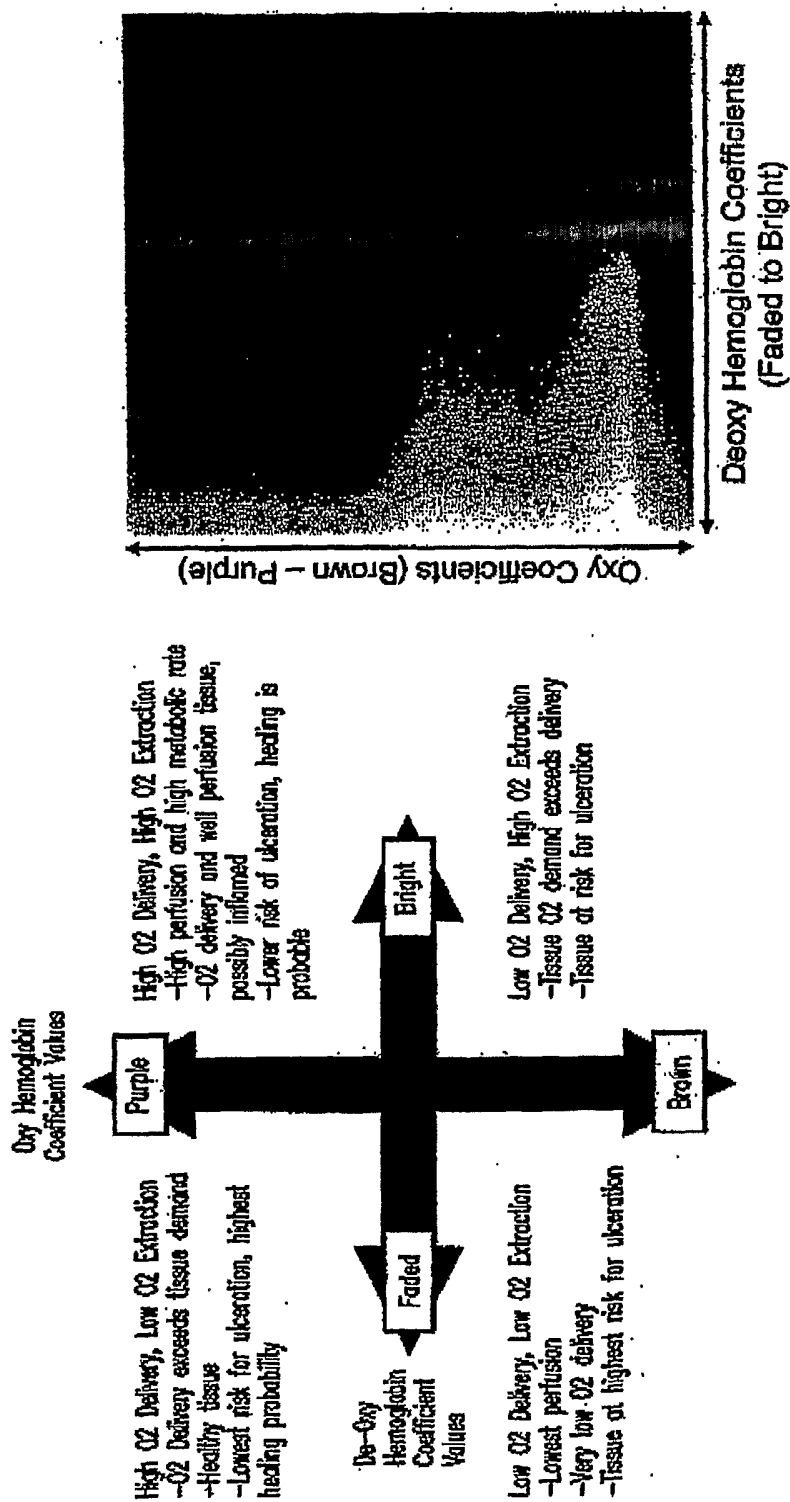 Oxy Hemoglobin
Coefficient Values
High O2 Delivery, Low O2 Extraction
-O2 Delivery exceeds tissue demand
-Healthy tissue
-Lowest risk for ulceration, highest
healing probability
Purple
High O2 Delivery, High O2 Extraction
-High perfusion and high metabolic rate
-O2 delivery and well perfusion tissue,
possibly inflamed
-Lower risk of ulceration, healing is
probable
De-Oxy
Hemoglobin
Coefficient
Values
Faded
Bright
Low O2 Delivery, Low O2 Extraction
-Lowest perfusion
-Very low O2 delivery
-Tissue at highest risk for ulceration
Brown
Low O2 Delivery, High O2 Extraction
-Tissue O2 demand exceeds delivery
-Tissue at risk for ulceration
Oxy Coefficients (Brown – Purple)
Deoxy Hemoglobin Coefficients
(Faded to Bright)